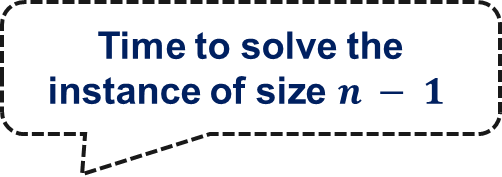 Time to solve the
instance of size n − 1